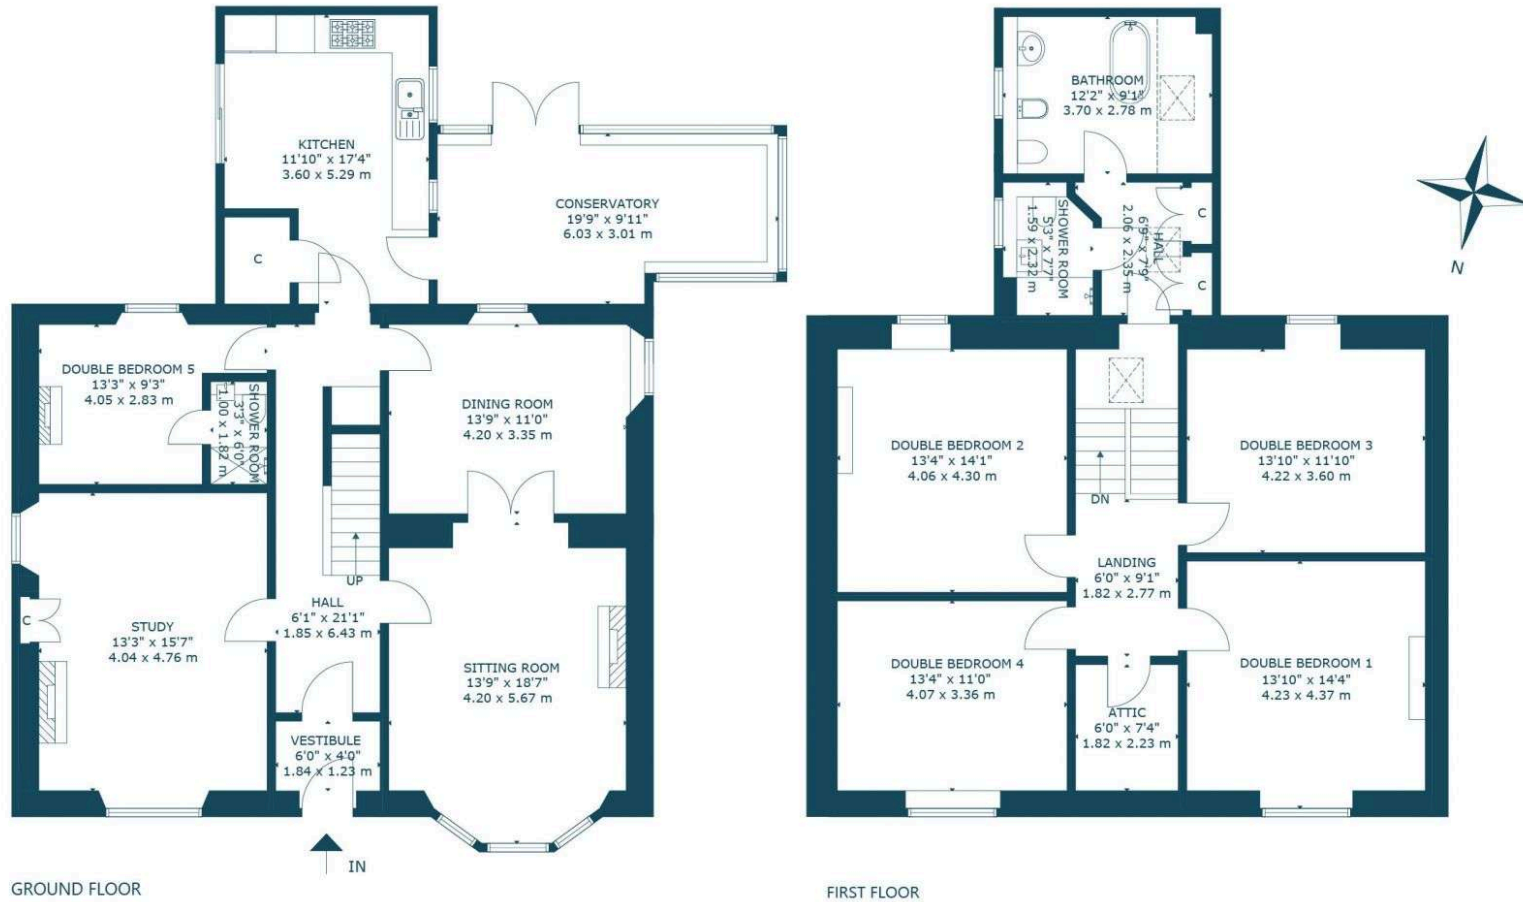 KITCHEN
11'10" x 17'4"
3.60 x 5.29 m
CONSERVATORY
19'9" x 9'11"
6.03 x 3.01 m
C
DOUBLE BEDROOM 5
13'3" x 9'3"
4.05 x 2.83 m
SHOWER ROOM
3'3" x 6'0"
1.00 x 1.82 m
DINING ROOM
13'9" x 11'0"
4.20 x 3.35 m
UP
HALL
6'1" x 21'1"
1.85 x 6.43 m
C
STUDY
13'3" x 15'7"
4.04 x 4.76 m
SITTING ROOM
13'9" x 18'7"
4.20 x 5.67 m
VESTIBULE
6'0" x 4'0"
1.84 x 1.23 m
IN
GROUND FLOOR
BATHROOM
12'2" x 9'1"
3.70 x 2.78 m
SHOWER ROOM
5'3" x 7'7"
1.59 x 2.32 m
HALL
6'9" x 7'9"
2.06 x 2.35 m
C
C
DOUBLE BEDROOM 2
13'4" x 14'1"
4.06 x 4.30 m
DN
DOUBLE BEDROOM 3
13'10" x 11'10"
4.22 x 3.60 m
LANDING
6'0" x 9'1"
1.82 x 2.77 m
DOUBLE BEDROOM 4
13'4" x 11'0"
4.07 x 3.36 m
ATTIC
6'0" x 7'4"
1.82 x 2.23 m
DOUBLE BEDROOM 1
13'10" x 14'4"
4.23 x 4.37 m
FIRST FLOOR
N